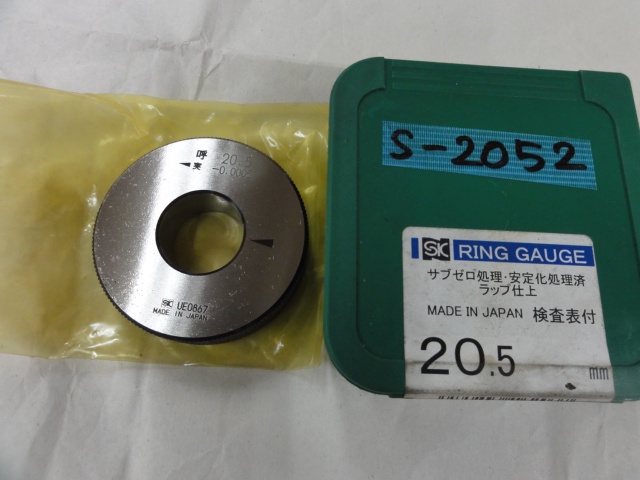 呼 20.5
実 -0.000
SK UE0867
MADE IN JAPAN
S-2052
SK RING GAUGE
サブゼロ処理・安定化処理済
ラップ仕上
MADE IN JAPAN 検査表付
20.5 mm